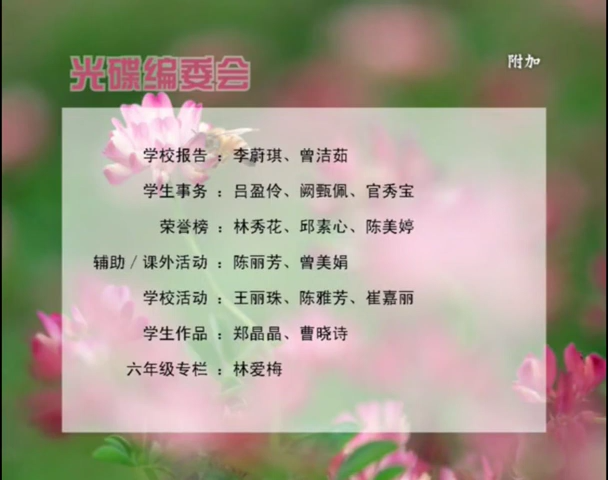 光碟编委会
附加
学校报告 : 李蔚琪、曾洁茹
学生事务 : 吕盈伶、阙甄佩、官秀宝
荣誉榜 : 林秀花、邱素心、陈美婷
辅助 / 课外活动 : 陈丽芳、曾美娟
学校活动 : 王丽珠、陈雅芳、崔嘉丽
学生作品 : 郑晶晶、曹晓诗
六年级专栏 : 林爱梅